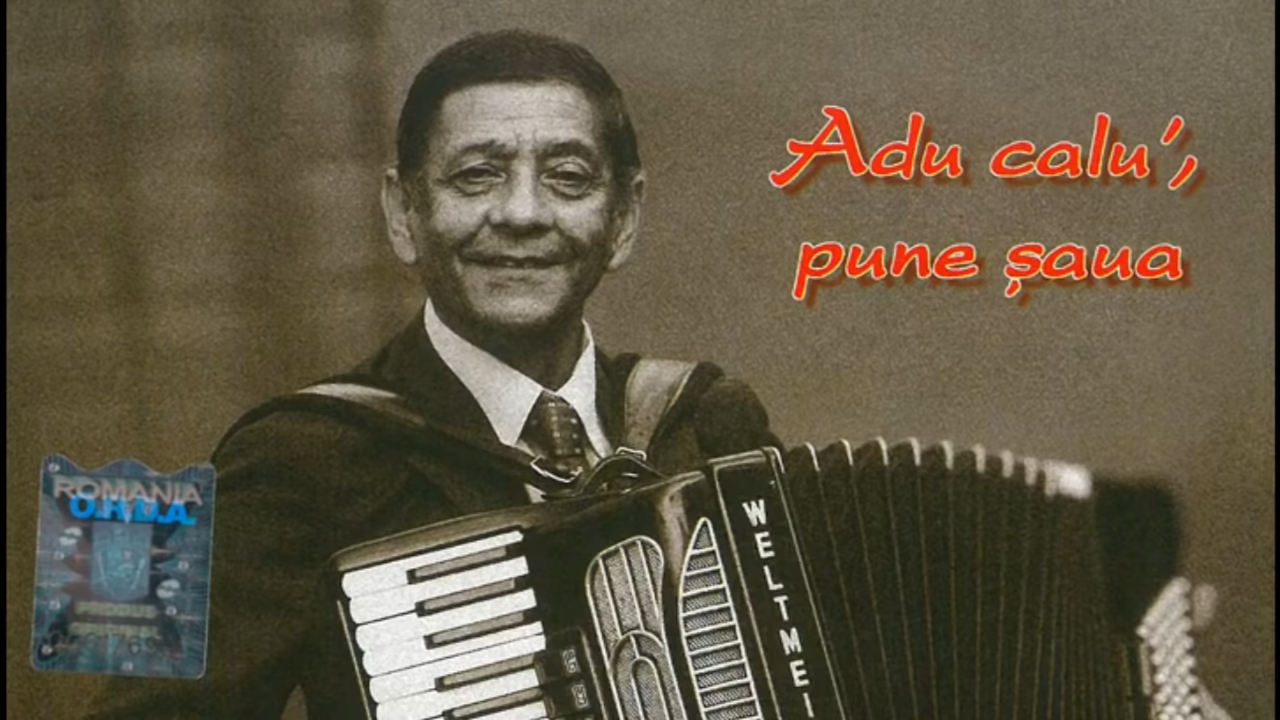 Adu calu',
pune șaua
ROMANIA
O.R.D.A.
WELTMEI